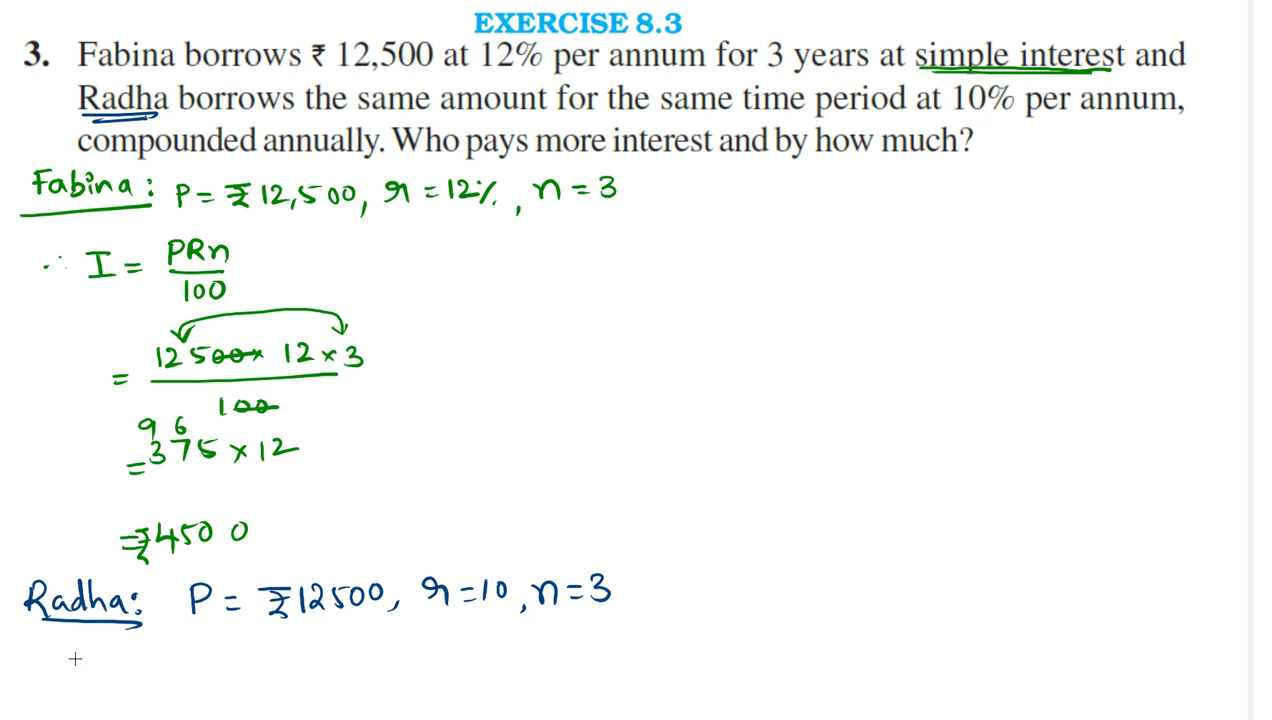 EXERCISE 8.3
3. Fabina borrows ₹ 12,500 at 12% per annum for 3 years at simple interest and
Radha borrows the same amount for the same time period at 10% per annum,
compounded annually. Who pays more interest and by how much?
Fabina: P = ₹12,500, r = 12%, n = 3
∴ I = PRn
100
= 12500 × 12 × 3
100
9 6
= 375 × 12
= ₹4500
Radha: P = ₹12500, r = 10, n = 3